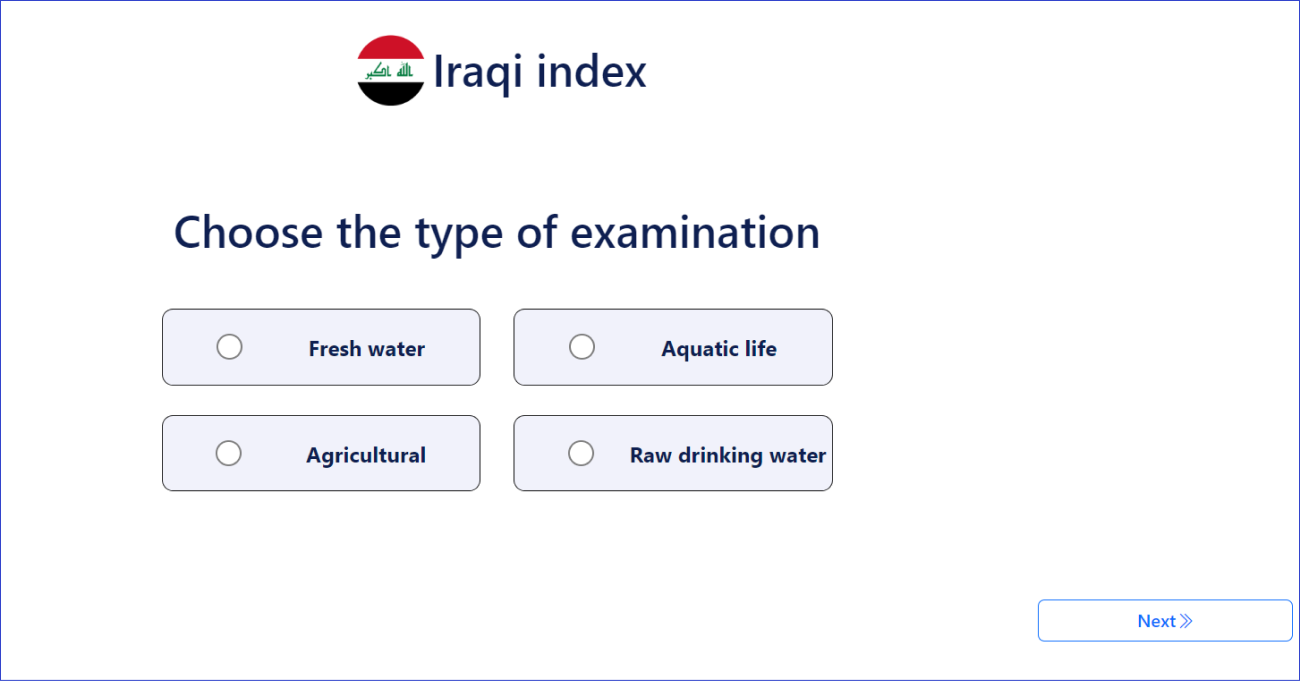 الله اكبر
Iraqi index
Choose the type of examination
Fresh water
Aquatic life
Agricultural
Raw drinking water
Next